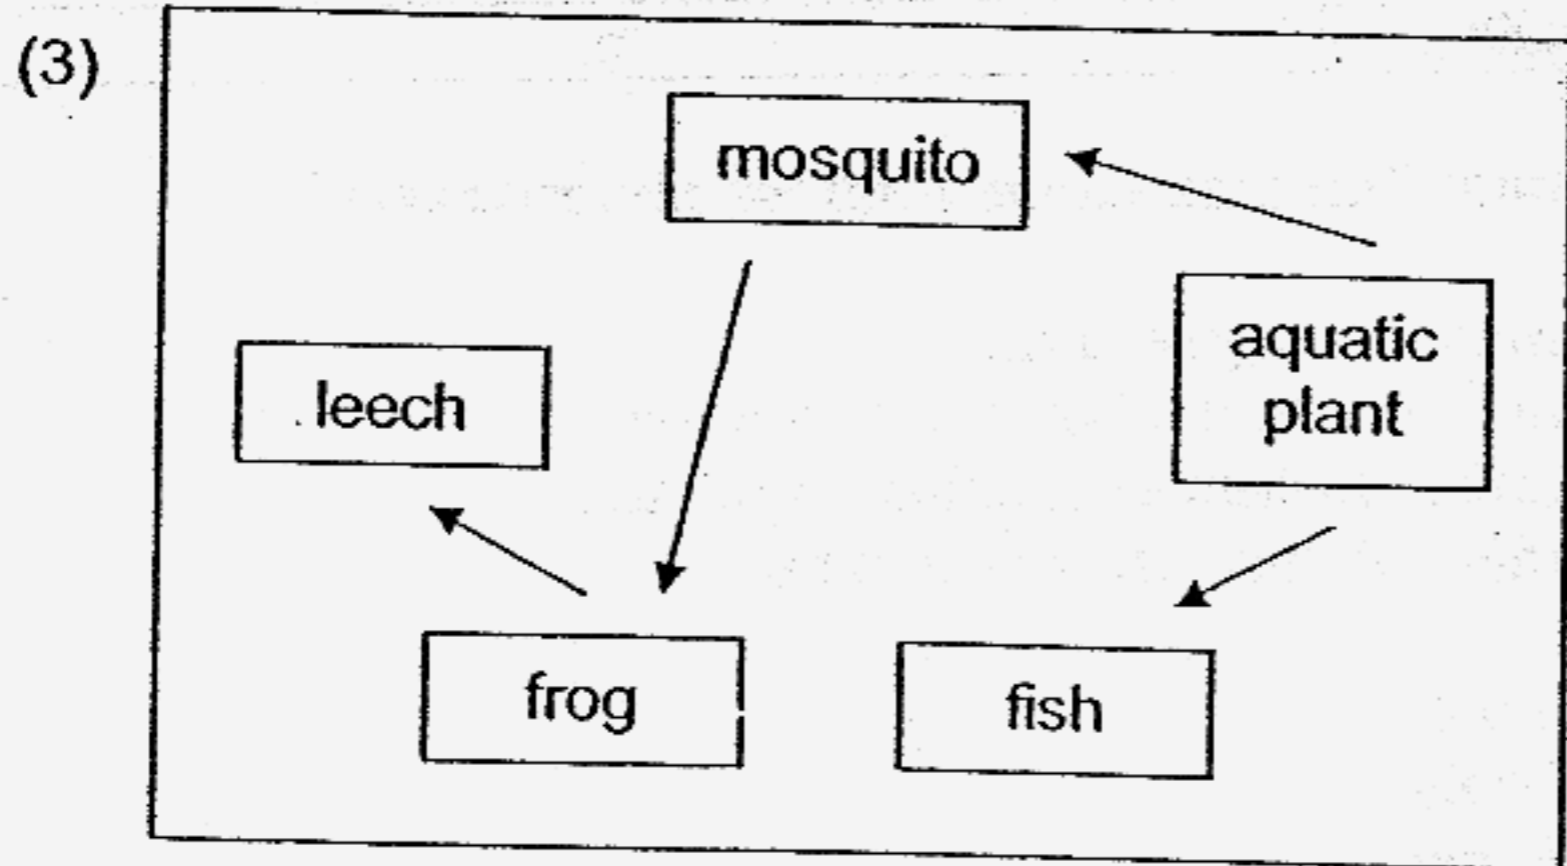 (3)
mosquito
aquatic
plant
leech
frog
fish